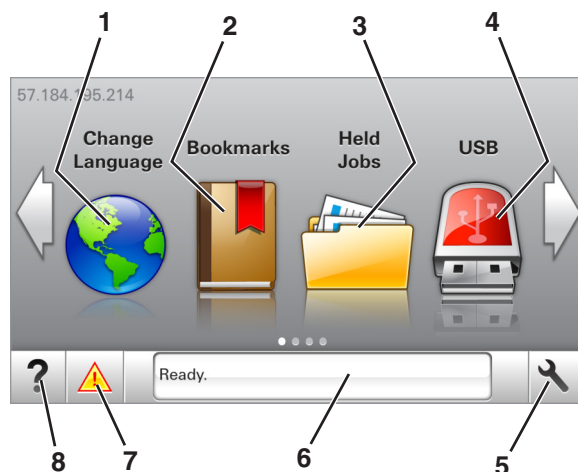 1 2 3 4
57.184.195.214
Change
Language
Bookmarks
Held
Jobs
USB
? Ready.
8 7 6 5